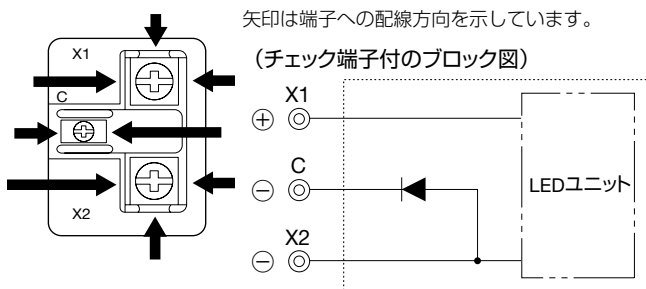 矢印は端子への配線方向を示しています。
(チェック端子付のブロック図)
X1
C
X2
⊕ X1
⊖ C
⊖ X2
LEDユニット